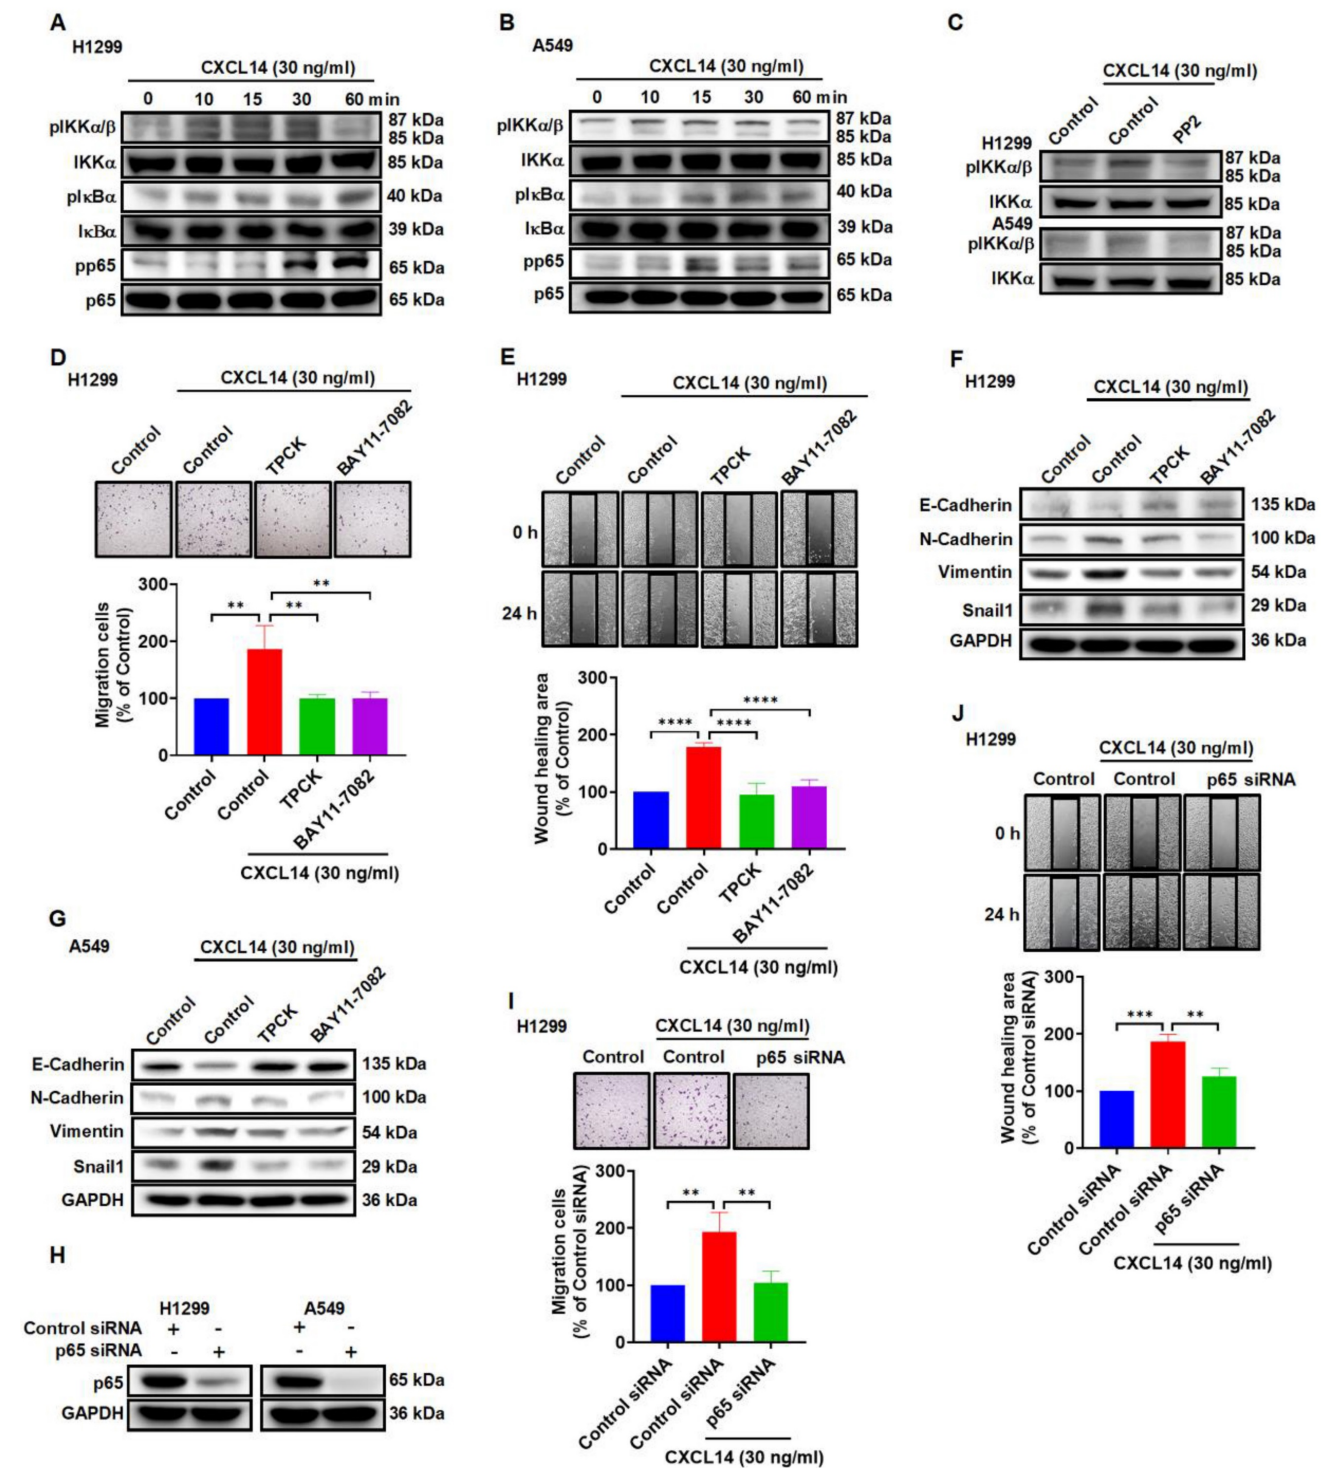 A
H1299
CXCL14 (30 ng/ml)
0 10 15 30 60 min
pIKKα/β 87 kDa
85 kDa
IKKα 85 kDa
pIκBα 40 kDa
IκBα 39 kDa
pp65 65 kDa
p65 65 kDa
B
A549
CXCL14 (30 ng/ml)
0 10 15 30 60 min
pIKKα/β 87 kDa
85 kDa
IKKα 85 kDa
pIκBα 40 kDa
IκBα 39 kDa
pp65 65 kDa
p65 65 kDa
C
CXCL14 (30 ng/ml)
Control Control PP2
H1299
pIKKα/β 87 kDa
85 kDa
IKKα 85 kDa
A549
pIKKα/β 87 kDa
85 kDa
IKKα 85 kDa
D
H1299
CXCL14 (30 ng/ml)
Control Control TPCK BAY11-7082
Migration cells
(% of Control)
300
200
100
0
** ** **
Control Control TPCK BAY11-7082
CXCL14 (30 ng/ml)
E
H1299
CXCL14 (30 ng/ml)
Control Control TPCK BAY11-7082
0 h
24 h
Wound healing area
(% of Control)
300
200
100
0
**** **** ****
Control Control TPCK BAY11-7082
CXCL14 (30 ng/ml)
F
H1299
CXCL14 (30 ng/ml)
Control Control TPCK BAY11-7082
E-Cadherin 135 kDa
N-Cadherin 100 kDa
Vimentin 54 kDa
Snail1 29 kDa
GAPDH 36 kDa
G
A549
CXCL14 (30 ng/ml)
Control Control TPCK BAY11-7082
E-Cadherin 135 kDa
N-Cadherin 100 kDa
Vimentin 54 kDa
Snail1 29 kDa
GAPDH 36 kDa
H
H1299 A549
Control siRNA + - + -
p65 siRNA - + - +
p65 65 kDa
GAPDH 36 kDa
I
H1299
CXCL14 (30 ng/ml)
Control Control p65 siRNA
Migration cells
(% of Control siRNA)
300
200
100
0
** **
Control siRNA Control siRNA p65 siRNA
CXCL14 (30 ng/ml)
J
H1299
CXCL14 (30 ng/ml)
Control Control p65 siRNA
0 h
24 h
Wound healing area
(% of Control siRNA)
300
200
100
0
*** **
Control siRNA Control siRNA p65 siRNA
CXCL14 (30 ng/ml)